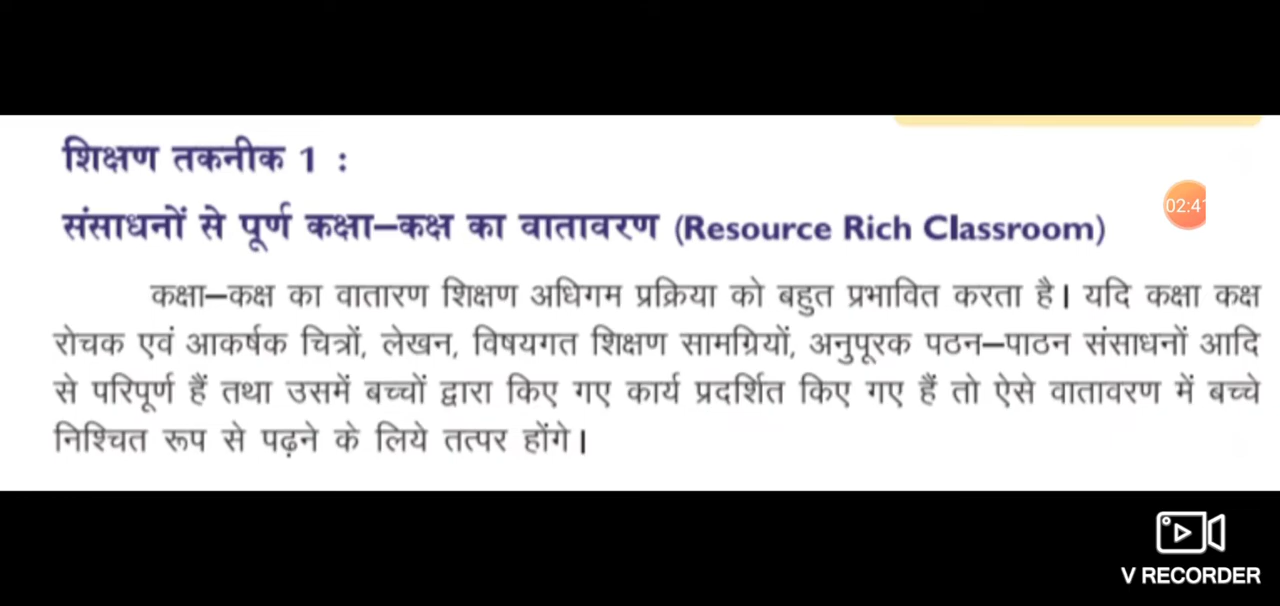 शिक्षण तकनीक 1 :
संसाधनों से पूर्ण कक्षा–कक्ष का वातावरण (Resource Rich Classroom)
02:41
कक्षा–कक्ष का वातारण शिक्षण अधिगम प्रक्रिया को बहुत प्रभावित करता है। यदि कक्षा कक्ष
रोचक एवं आकर्षक चित्रों, लेखन, विषयगत शिक्षण सामग्रियों, अनुपूरक पठन–पाठन संसाधनों आदि
से परिपूर्ण हैं तथा उसमें बच्चों द्वारा किए गए कार्य प्रदर्शित किए गए हैं तो ऐसे वातावरण में बच्चे
निश्चित रूप से पढ़ने के लिये तत्पर होंगे।
V RECORDER